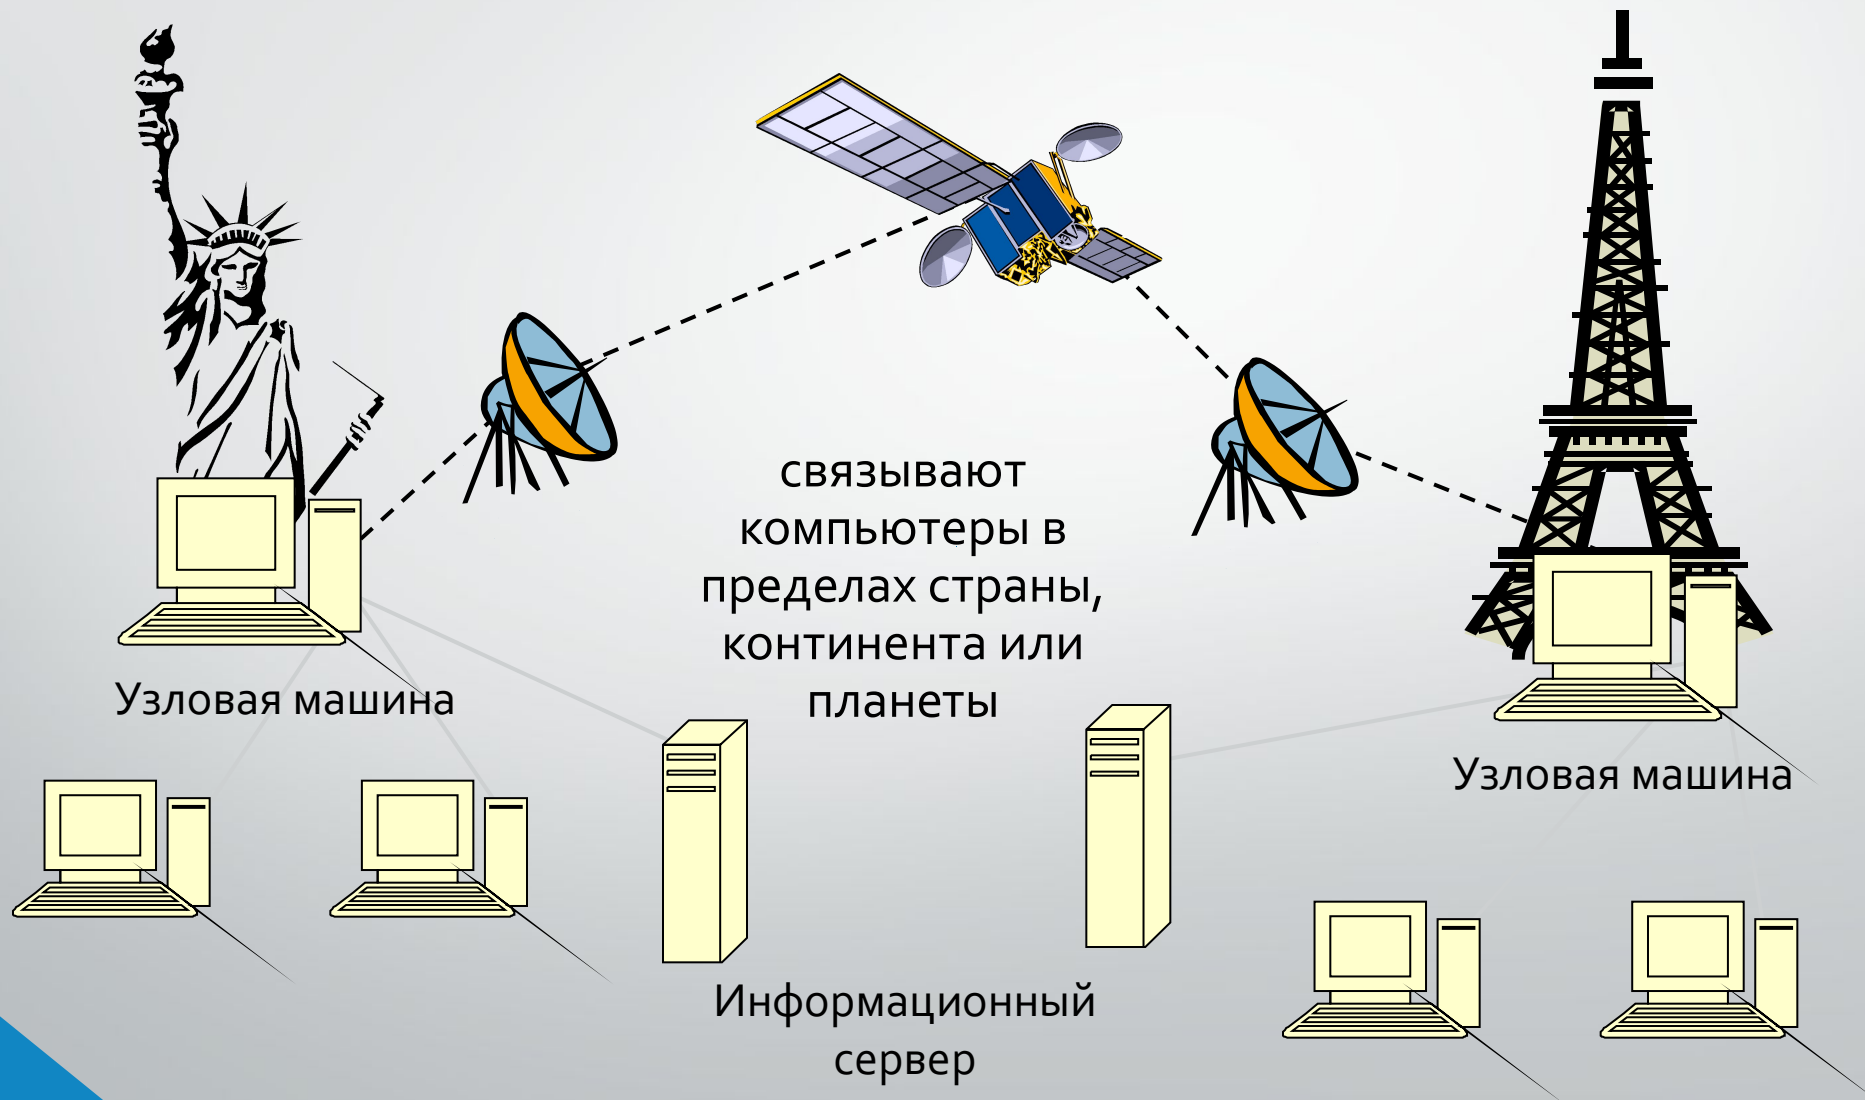 связывают
компьютеры в
пределах страны,
континента или
планеты
Узловая машина
Узловая машина
Информационный
сервер